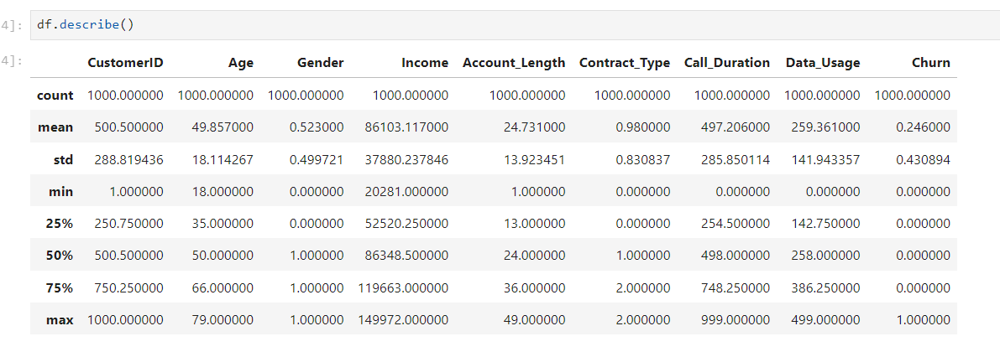 4]: df.describe()
4]: CustomerID Age Gender Income Account_Length Contract_Type Call_Duration Data_Usage Churn
count 1000.000000 1000.000000 1000.000000 1000.000000 1000.000000 1000.000000 1000.000000 1000.000000 1000.000000
mean 500.500000 49.857000 0.523000 86103.117000 24.731000 0.980000 497.206000 259.361000 0.246000
std 288.819436 18.114267 0.499721 37880.237846 13.923451 0.830837 285.850114 141.943357 0.430894
min 1.000000 18.000000 0.000000 20281.000000 1.000000 0.000000 0.000000 0.000000 0.000000
25% 250.750000 35.000000 0.000000 52520.250000 13.000000 0.000000 254.500000 142.750000 0.000000
50% 500.500000 50.000000 1.000000 86348.500000 24.000000 1.000000 498.000000 258.000000 0.000000
75% 750.250000 66.000000 1.000000 119663.000000 36.000000 2.000000 748.250000 386.250000 0.000000
max 1000.000000 79.000000 1.000000 149972.000000 49.000000 2.000000 999.000000 499.000000 1.000000